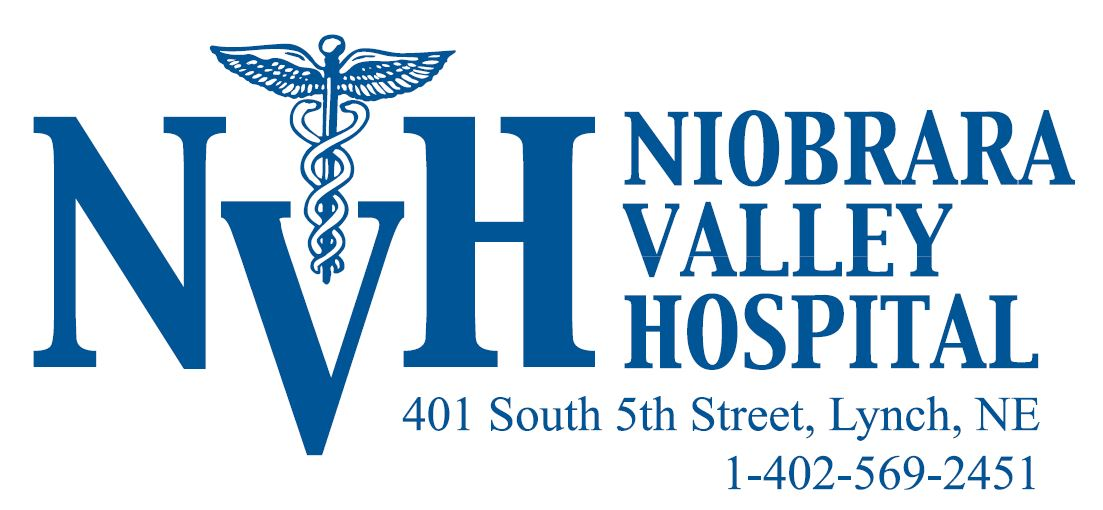 NVH
NIOBRARA
VALLEY
HOSPITAL
401 South 5th Street, Lynch, NE
1-402-569-2451